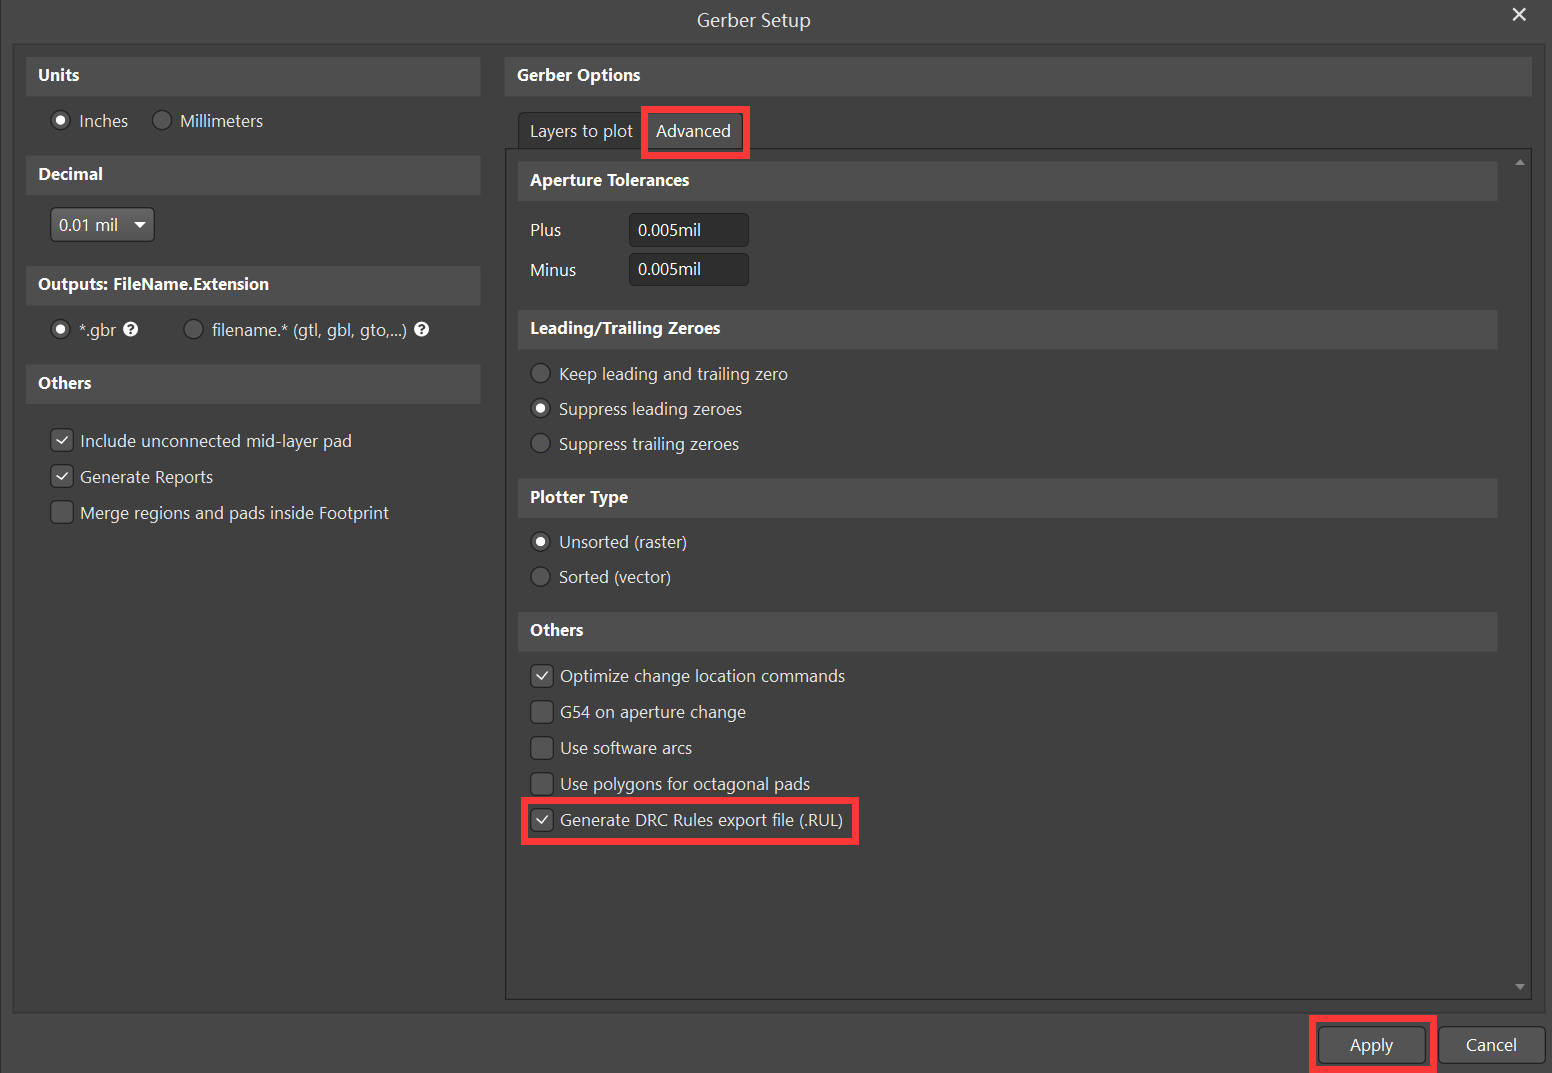 Gerber Setup
Units
Inches Millimeters
Decimal
0.01 mil
Outputs: FileName.Extension
*.gbr ? filename.* (gtl, gbl, gto,...) ?
Others
Include unconnected mid-layer pad
Generate Reports
Merge regions and pads inside Footprint
Gerber Options
Layers to plot Advanced
Aperture Tolerances
Plus 0.005mil
Minus 0.005mil
Leading/Trailing Zeroes
Keep leading and trailing zero
Suppress leading zeroes
Suppress trailing zeroes
Plotter Type
Unsorted (raster)
Sorted (vector)
Others
Optimize change location commands
G54 on aperture change
Use software arcs
Use polygons for octagonal pads
Generate DRC Rules export file (.RUL)
Apply Cancel